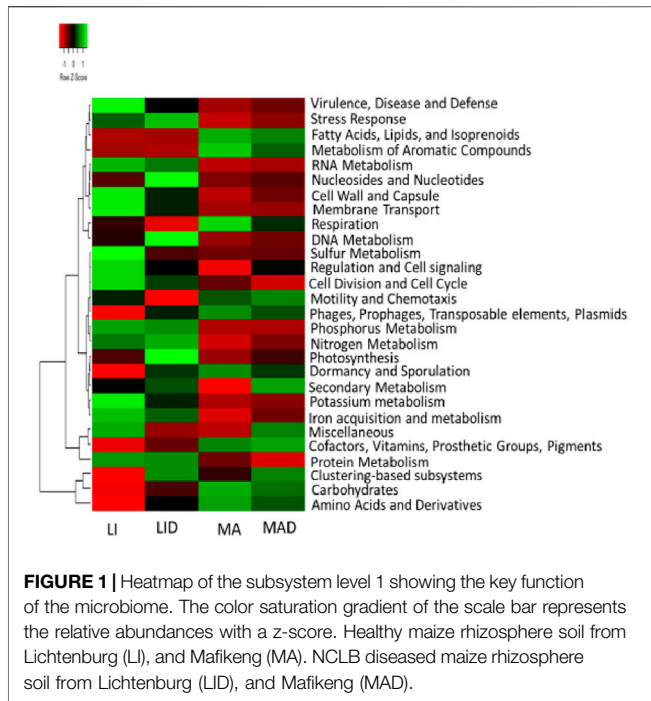 -1 0 1
Row Z-Score
Virulence, Disease and Defense
Stress Response
Fatty Acids, Lipids, and Isoprenoids
Metabolism of Aromatic Compounds
RNA Metabolism
Nucleosides and Nucleotides
Cell Wall and Capsule
Membrane Transport
Respiration
DNA Metabolism
Sulfur Metabolism
Regulation and Cell signaling
Cell Division and Cell Cycle
Motility and Chemotaxis
Phages, Prophages, Transposable elements, Plasmids
Phosphorus Metabolism
Nitrogen Metabolism
Photosynthesis
Dormancy and Sporulation
Secondary Metabolism
Potassium metabolism
Iron acquisition and metabolism
Miscellaneous
Cofactors, Vitamins, Prosthetic Groups, Pigments
Protein Metabolism
Clustering-based subsystems
Carbohydrates
Amino Acids and Derivatives
LI LID MA MAD
FIGURE 1 | Heatmap of the subsystem level 1 showing the key function
of the microbiome. The color saturation gradient of the scale bar represents
the relative abundances with a z-score. Healthy maize rhizosphere soil from
Lichtenburg (LI), and Mafikeng (MA). NCLB diseased maize rhizosphere
soil from Lichtenburg (LID), and Mafikeng (MAD).